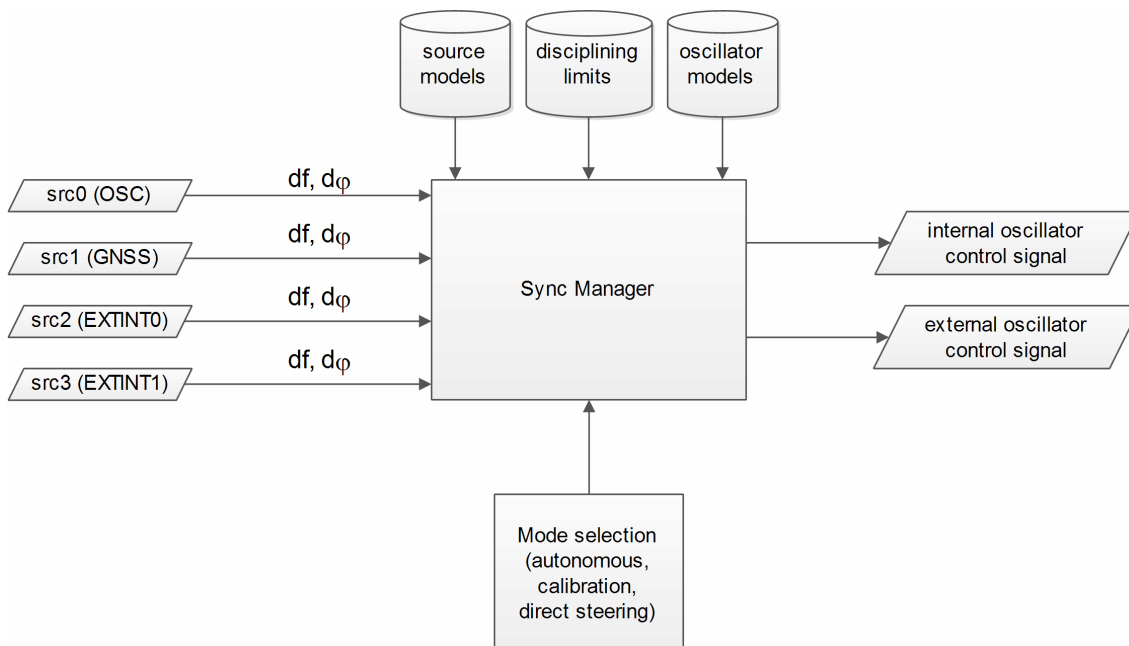 source
models
disciplining
limits
oscillator
models
src0 (OSC)
df, dφ
src1 (GNSS)
df, dφ
src2 (EXTINT0)
df, dφ
src3 (EXTINT1)
df, dφ
Sync Manager
internal oscillator
control signal
external oscillator
control signal
Mode selection
(autonomous,
calibration,
direct steering)